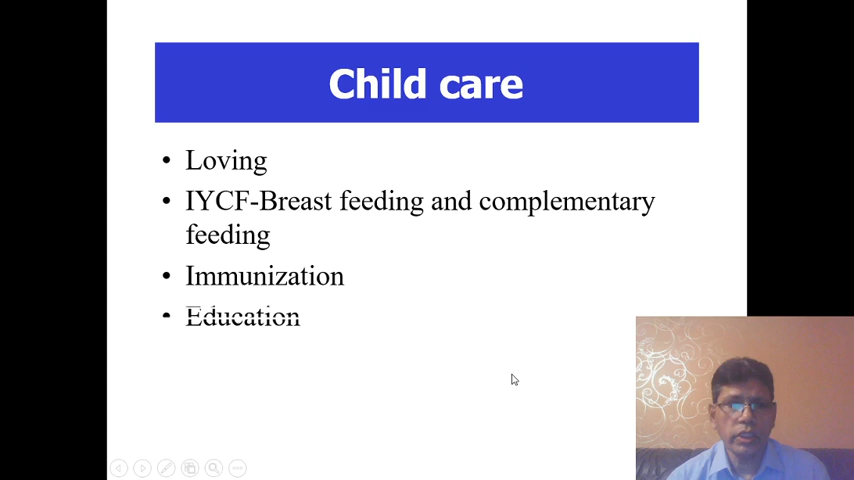 Child care
• Loving
• IYCF-Breast feeding and complementary
feeding
• Immunization
• Education